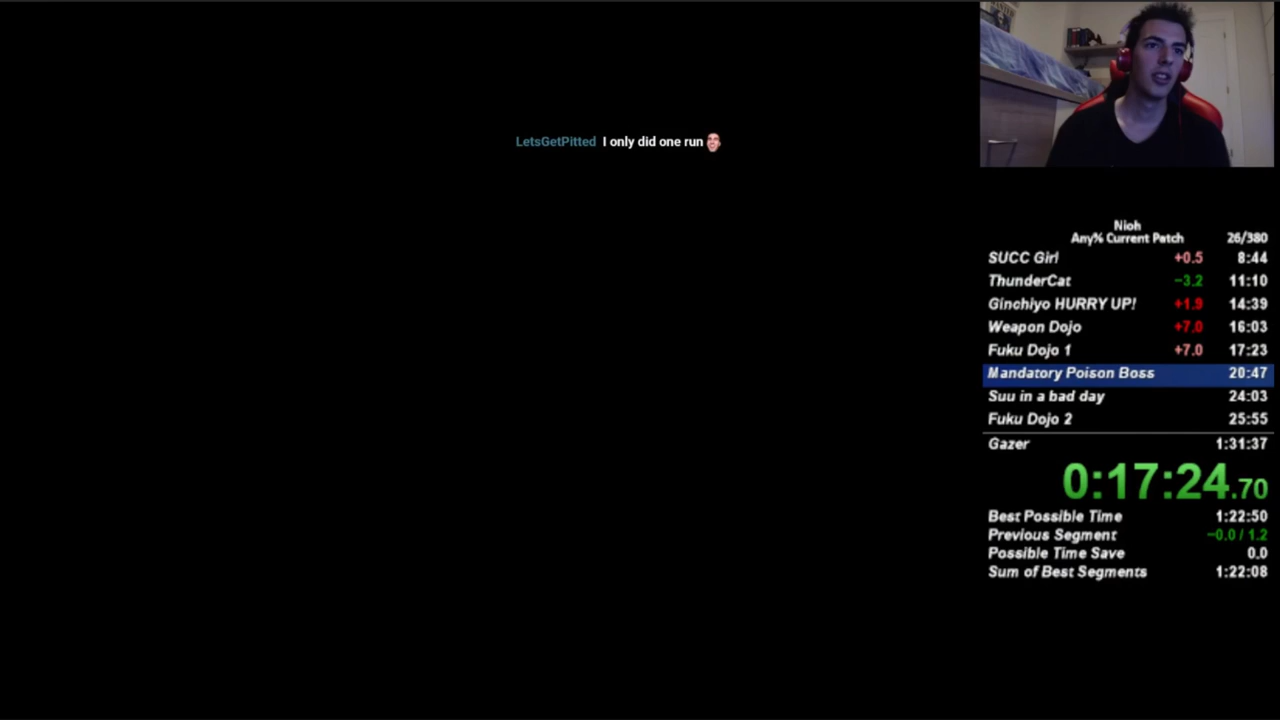 LetsGetPitted I only did one run
Nioh
Any% Current Patch 26/380
SUCC Girl +0.5 8:44
ThunderCat −3.2 11:10
Ginchiyo HURRY UP! +1.9 14:39
Weapon Dojo +7.0 16:03
Fuku Dojo 1 +7.0 17:23
Mandatory Poison Boss 20:47
Suu in a bad day 24:03
Fuku Dojo 2 25:55
Gazer 1:31:37
0:17:24.70
Best Possible Time 1:22:50
Previous Segment −0.0 / 1.2
Possible Time Save 0.0
Sum of Best Segments 1:22:08